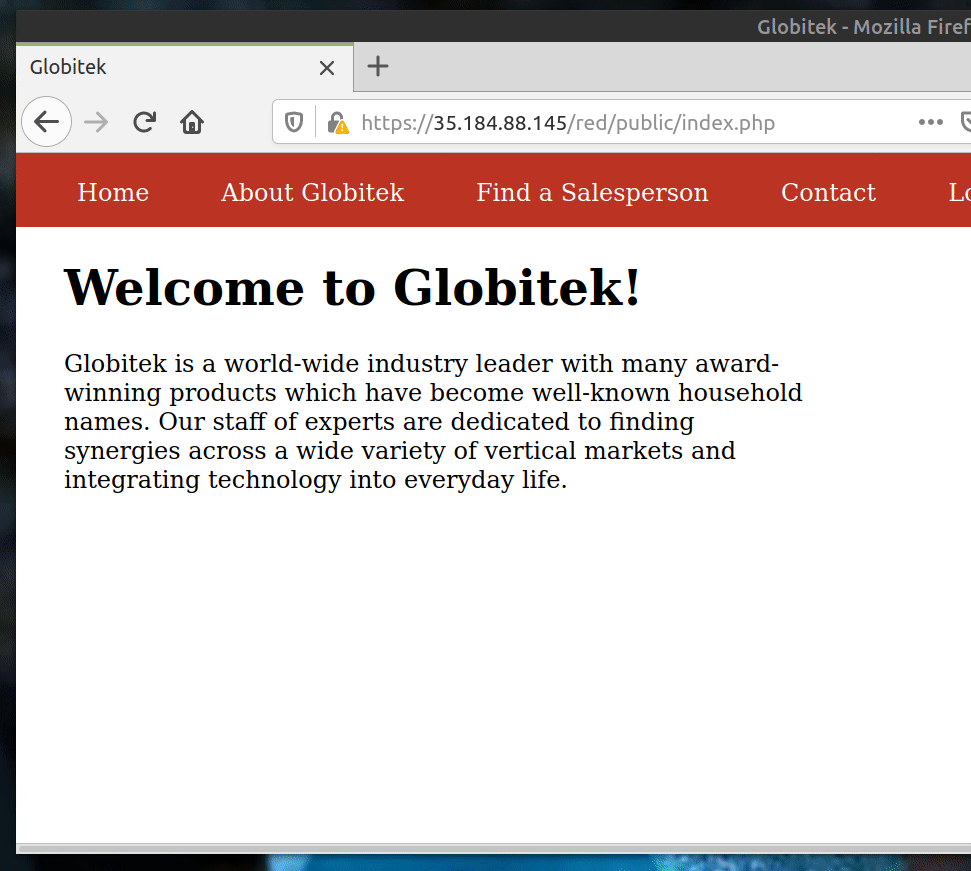 Globitek - Mozilla Firef
Globitek
https://35.184.88.145/red/public/index.php
Home About Globitek Find a Salesperson Contact Lo
Welcome to Globitek!
Globitek is a world-wide industry leader with many award-
winning products which have become well-known household
names. Our staff of experts are dedicated to finding
synergies across a wide variety of vertical markets and
integrating technology into everyday life.